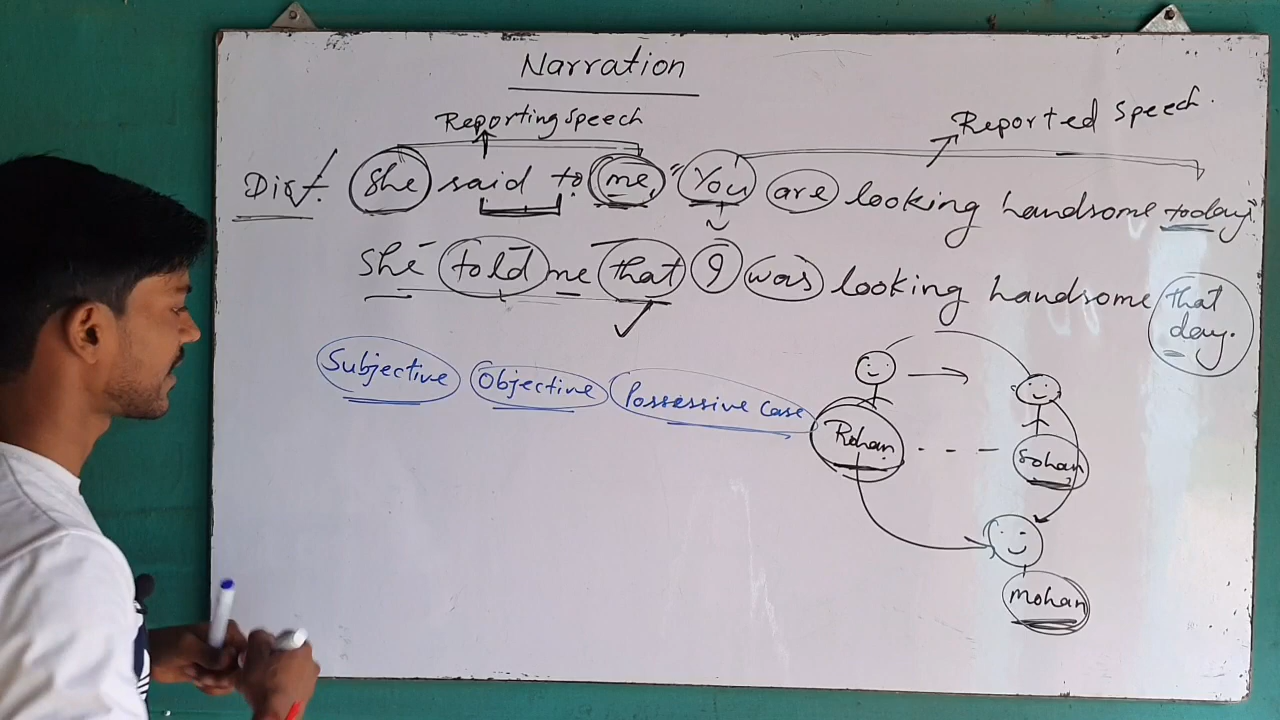 Narration
Reporting speech
Reported speech.
She said to me, "You are looking handsome today."
She told me that I was looking handsome that day.
Subjective Objective Possessive Case
Rohan Sohan
mohan